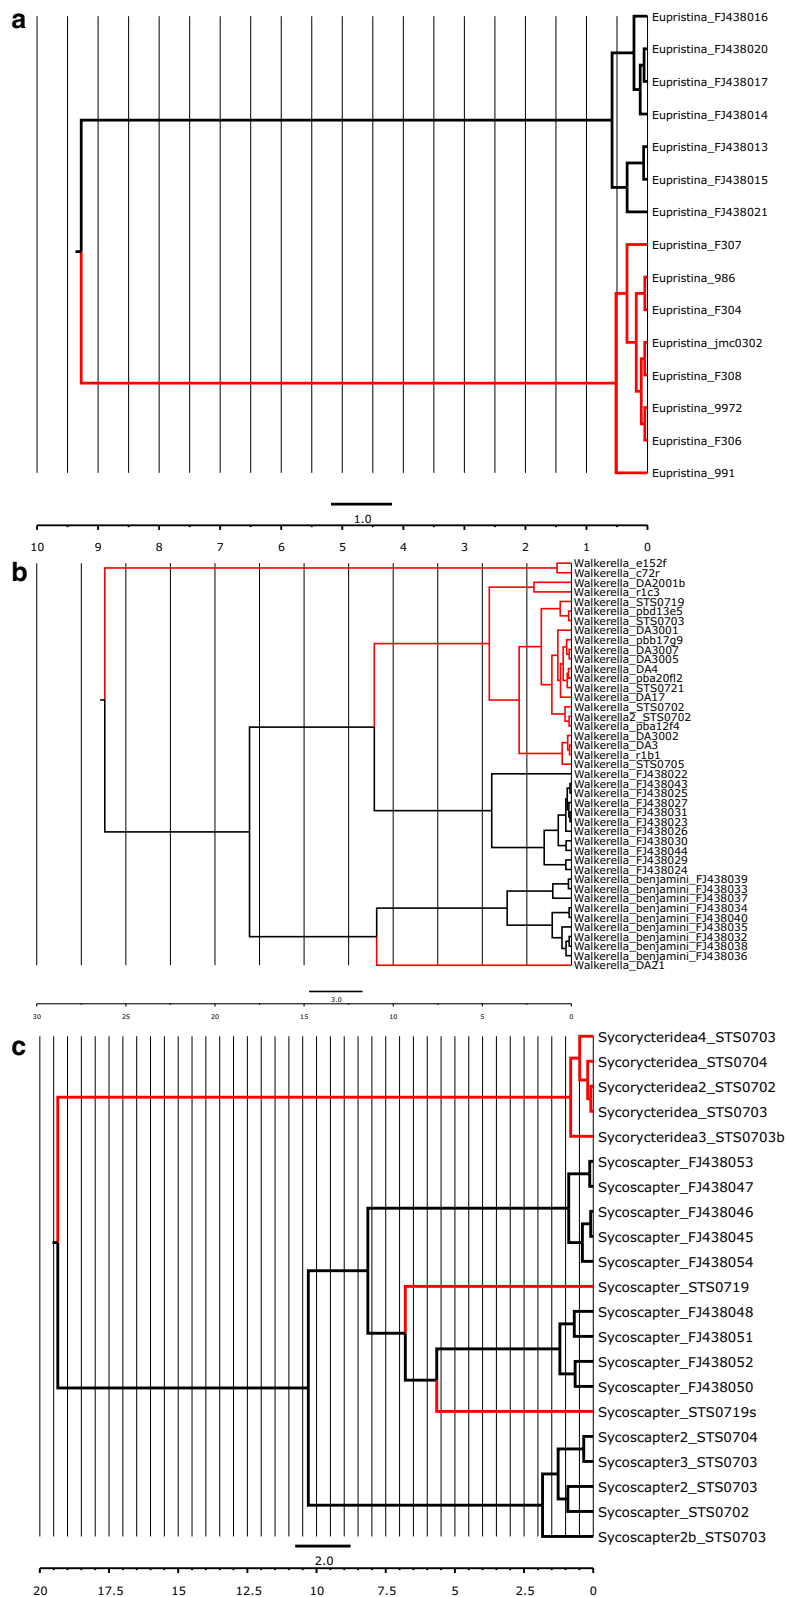 a
Eupristina_FJ438016
Eupristina_FJ438020
Eupristina_FJ438017
Eupristina_FJ438014
Eupristina_FJ438013
Eupristina_FJ438015
Eupristina_FJ438021
Eupristina_F307
Eupristina_986
Eupristina_F304
Eupristina_jmc0302
Eupristina_F308
Eupristina_9972
Eupristina_F306
Eupristina_991
1.0
10 9 8 7 6 5 4 3 2 1 0
b
Walkerella_e152f
Walkerella_c72r
Walkerella_DA2001b
Walkerella_r1c3
Walkerella_STS0719
Walkerella_pbd13e5
Walkerella_STS0703
Walkerella_DA3001
Walkerella_pbb17g9
Walkerella_DA3007
Walkerella_DA3005
Walkerella_DA4
Walkerella_pba20fl2
Walkerella_STS0721
Walkerella_DA17
Walkerella_STS0702
Walkerella2_STS0702
Walkerella_pba12f4
Walkerella_DA3002
Walkerella_DA3
Walkerella_r1b1
Walkerella_STS0705
Walkerella_FJ438022
Walkerella_FJ438043
Walkerella_FJ438025
Walkerella_FJ438027
Walkerella_FJ438031
Walkerella_FJ438023
Walkerella_FJ438026
Walkerella_FJ438030
Walkerella_FJ438044
Walkerella_FJ438029
Walkerella_FJ438024
Walkerella_benjamini_FJ438039
Walkerella_benjamini_FJ438033
Walkerella_benjamini_FJ438037
Walkerella_benjamini_FJ438034
Walkerella_benjamini_FJ438040
Walkerella_benjamini_FJ438035
Walkerella_benjamini_FJ438032
Walkerella_benjamini_FJ438038
Walkerella_benjamini_FJ438036
Walkerella_DA21
3.0
30 25 20 15 10 5 0
c
Sycorycteridea4_STS0703
Sycorycteridea_STS0704
Sycorycteridea2_STS0702
Sycorycteridea_STS0703
Sycorycteridea3_STS0703b
Sycoscapter_FJ438053
Sycoscapter_FJ438047
Sycoscapter_FJ438046
Sycoscapter_FJ438045
Sycoscapter_FJ438054
Sycoscapter_STS0719
Sycoscapter_FJ438048
Sycoscapter_FJ438051
Sycoscapter_FJ438052
Sycoscapter_FJ438050
Sycoscapter_STS0719s
Sycoscapter2_STS0704
Sycoscapter3_STS0703
Sycoscapter2_STS0703
Sycoscapter_STS0702
Sycoscapter2b_STS0703
2.0
20 17.5 15 12.5 10 7.5 5 2.5 0